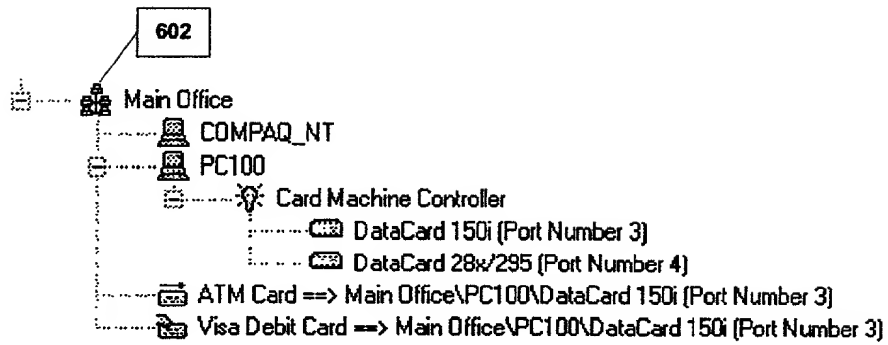 602
Main Office
COMPAQ_NT
PC100
Card Machine Controller
DataCard 150i (Port Number 3)
DataCard 28x/295 (Port Number 4)
ATM Card ==> Main Office\PC100\DataCard 150i (Port Number 3)
Visa Debit Card ==> Main Office\PC100\DataCard 150i (Port Number 3)